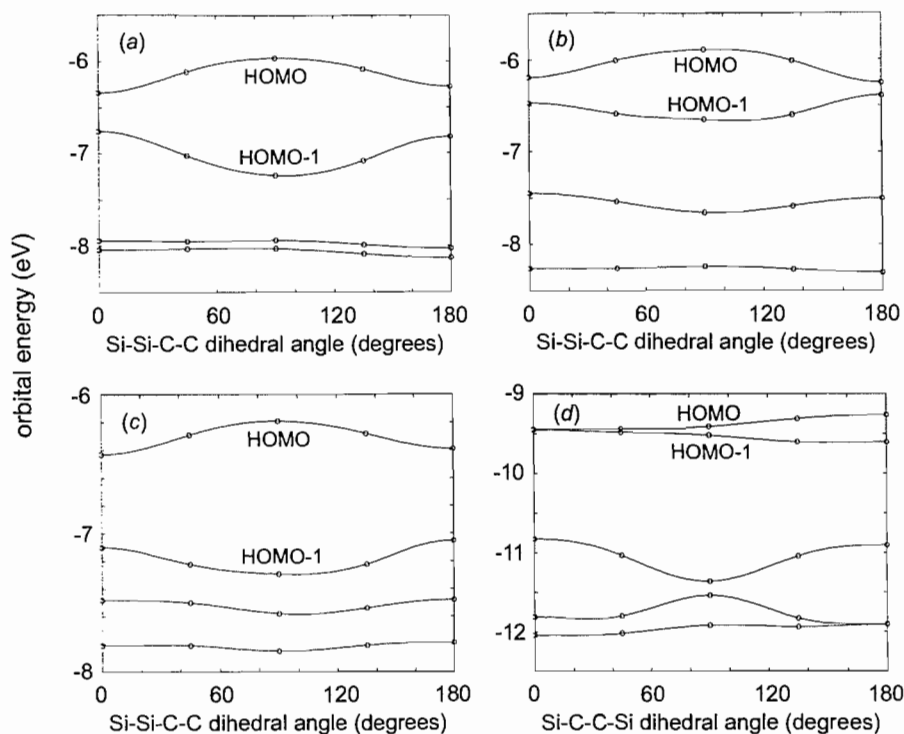 orbital energy (eV)
(a)
-6
-7
-8
HOMO
HOMO-1
0
60
120
180
Si-Si-C-C dihedral angle (degrees)
(b)
-6
-7
-8
HOMO
HOMO-1
0
60
120
180
Si-Si-C-C dihedral angle (degrees)
(c)
-6
-7
-8
HOMO
HOMO-1
0
60
120
180
Si-Si-C-C dihedral angle (degrees)
(d)
-9
-10
-11
-12
HOMO
HOMO-1
0
60
120
180
Si-C-C-Si dihedral angle (degrees)